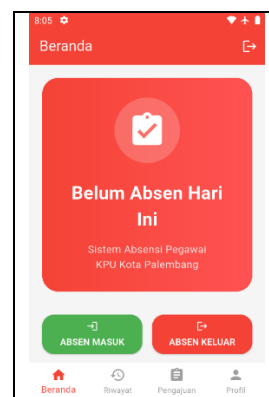 8:05
Beranda
Belum Absen Hari
Ini
Sistem Absensi Pegawai
KPU Kota Palembang
ABSEN MASUK
ABSEN KELUAR
Beranda
Riwayat
Pengajuan
Profil